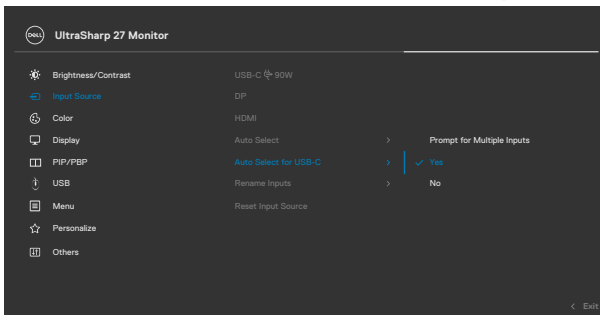 DELL UltraSharp 27 Monitor
Brightness/Contrast
Input Source
Color
Display
PIP/PBP
USB
Menu
Personalize
Others
USB-C 90W
DP
HDMI
Auto Select >
Auto Select for USB-C >
Rename Inputs >
Reset Input Source
Prompt for Multiple Inputs
✓ Yes
No
< Exit